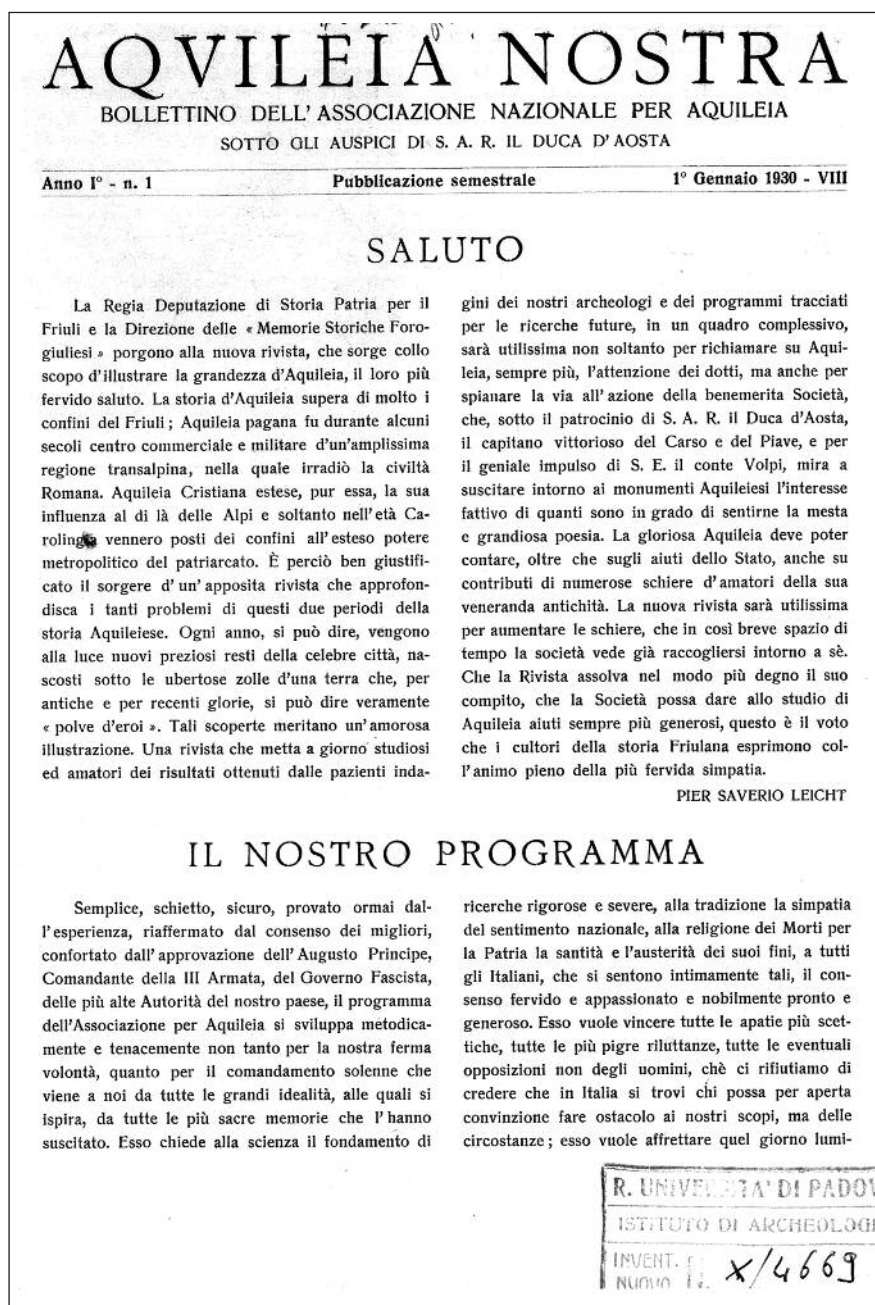 AQVILEIA NOSTRA
BOLLETTINO DELL'ASSOCIAZIONE NAZIONALE PER AQUILEIA
SOTTO GLI AUSPICI DI S. A. R. IL DUCA D'AOSTA
Anno I° - n. 1 Pubblicazione semestrale 1° Gennaio 1930 - VIII
SALUTO
La Regia Deputazione di Storia Patria per il
Friuli e la Direzione delle « Memorie Storiche Foro-
giuliesi » porgono alla nuova rivista, che sorge collo
scopo d'illustrare la grandezza d'Aquileia, il loro più
fervido saluto. La storia d'Aquileia supera di molto i
confini del Friuli ; Aquileia pagana fu durante alcuni
secoli centro commerciale e militare d'un'amplissima
regione transalpina, nella quale irradiò la civiltà
Romana. Aquileia Cristiana estese, pur essa, la sua
influenza al di là delle Alpi e soltanto nell'età Ca-
rolingia vennero posti dei confini all'esteso potere
metropolitico del patriarcato. È perciò ben giustifi-
cato il sorgere d'un'apposita rivista che approfon-
disca i tanti problemi di questi due periodi della
storia Aquileiese. Ogni anno, si può dire, vengono
alla luce nuovi preziosi resti della celebre città, na-
scosti sotto le ubertose zolle d'una terra che, per
antiche e per recenti glorie, si può dire veramente
« polve d'eroi ». Tali scoperte meritano un'amorosa
illustrazione. Una rivista che metta a giorno studiosi
ed amatori dei risultati ottenuti dalle pazienti inda-
gini dei nostri archeologi e dei programmi tracciati
per le ricerche future, in un quadro complessivo,
sarà utilissima non soltanto per richiamare su Aqui-
leia, sempre più, l'attenzione dei dotti, ma anche per
spianare la via all'azione della benemerita Società,
che, sotto il patrocinio di S. A. R. il Duca d'Aosta,
il capitano vittorioso del Carso e del Piave, e per
il geniale impulso di S. E. il conte Volpi, mira a
suscitare intorno ai monumenti Aquileiesi l'interesse
fattivo di quanti sono in grado di sentirne la mesta
e grandiosa poesia. La gloriosa Aquileia deve poter
contare, oltre che sugli aiuti dello Stato, anche su
contributi di numerose schiere d'amatori della sua
veneranda antichità. La nuova rivista sarà utilissima
per aumentare le schiere, che in così breve spazio di
tempo la società vede già raccogliersi intorno a sè.
Che la Rivista assolva nel modo più degno il suo
compito, che la Società possa dare allo studio di
Aquileia aiuti sempre più generosi, questo è il voto
che i cultori della storia Friulana esprimono col-
l'animo pieno della più fervida simpatia.
PIER SAVERIO LEICHT
IL NOSTRO PROGRAMMA
Semplice, schietto, sicuro, provato ormai dal-
l'esperienza, riaffermato dal consenso dei migliori,
confortato dall'approvazione dell'Augusto Principe,
Comandante della III Armata, del Governo Fascista,
delle più alte Autorità del nostro paese, il programma
dell'Associazione per Aquileia si sviluppa metodica-
mente e tenacemente non tanto per la nostra ferma
volontà, quanto per il comandamento solenne che
viene a noi da tutte le grandi idealità, alle quali si
ispira, da tutte le più sacre memorie che l'hanno
suscitato. Esso chiede alla scienza il fondamento di
ricerche rigorose e severe, alla tradizione la simpatia
del sentimento nazionale, alla religione dei Morti per
la Patria la santità e l'austerità dei suoi fini, a tutti
gli Italiani, che si sentono intimamente tali, il con-
senso fervido e appassionato e nobilmente pronto e
generoso. Esso vuole vincere tutte le apatie più scet-
tiche, tutte le più pigre riluttanze, tutte le eventuali
opposizioni non degli uomini, chè ci rifiutiamo di
credere che in Italia si trovi chi possa per aperta
convinzione fare ostacolo ai nostri scopi, ma delle
circostanze ; esso vuole affrettare quel giorno lumi-
R. UNIVERSITA' DI PADOV
ISTITUTO DI ARCHEOLOGI
INVENT.
NUOVO X/4669